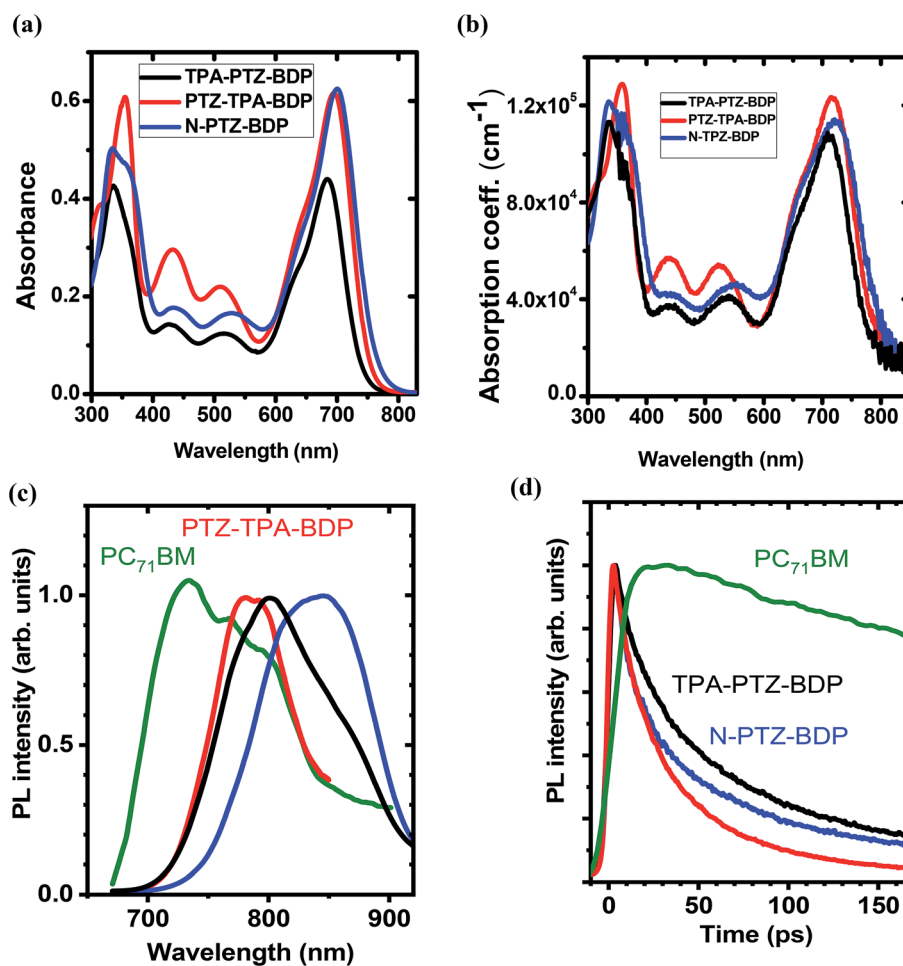 (a)
Absorbance
0.6
0.4
0.2
0.0
TPA-PTZ-BDP
PTZ-TPA-BDP
N-PTZ-BDP
300 400 500 600 700 800
Wavelength (nm)
(b)
Absorption coeff. (cm⁻¹)
1.2x10⁵
8.0x10⁴
4.0x10⁴
0.0
TPA-PTZ-BDP
PTZ-TPA-BDP
N-TPZ-BDP
300 400 500 600 700 800
Wavelength (nm)
(c)
PL intensity (arb. units)
1.0
0.5
0.0
PTZ-TPA-BDP
PC₇₁BM
700 800 900
Wavelength (nm)
(d)
PL intensity (arb. units)
PC₇₁BM
TPA-PTZ-BDP
N-PTZ-BDP
0 50 100 150
Time (ps)